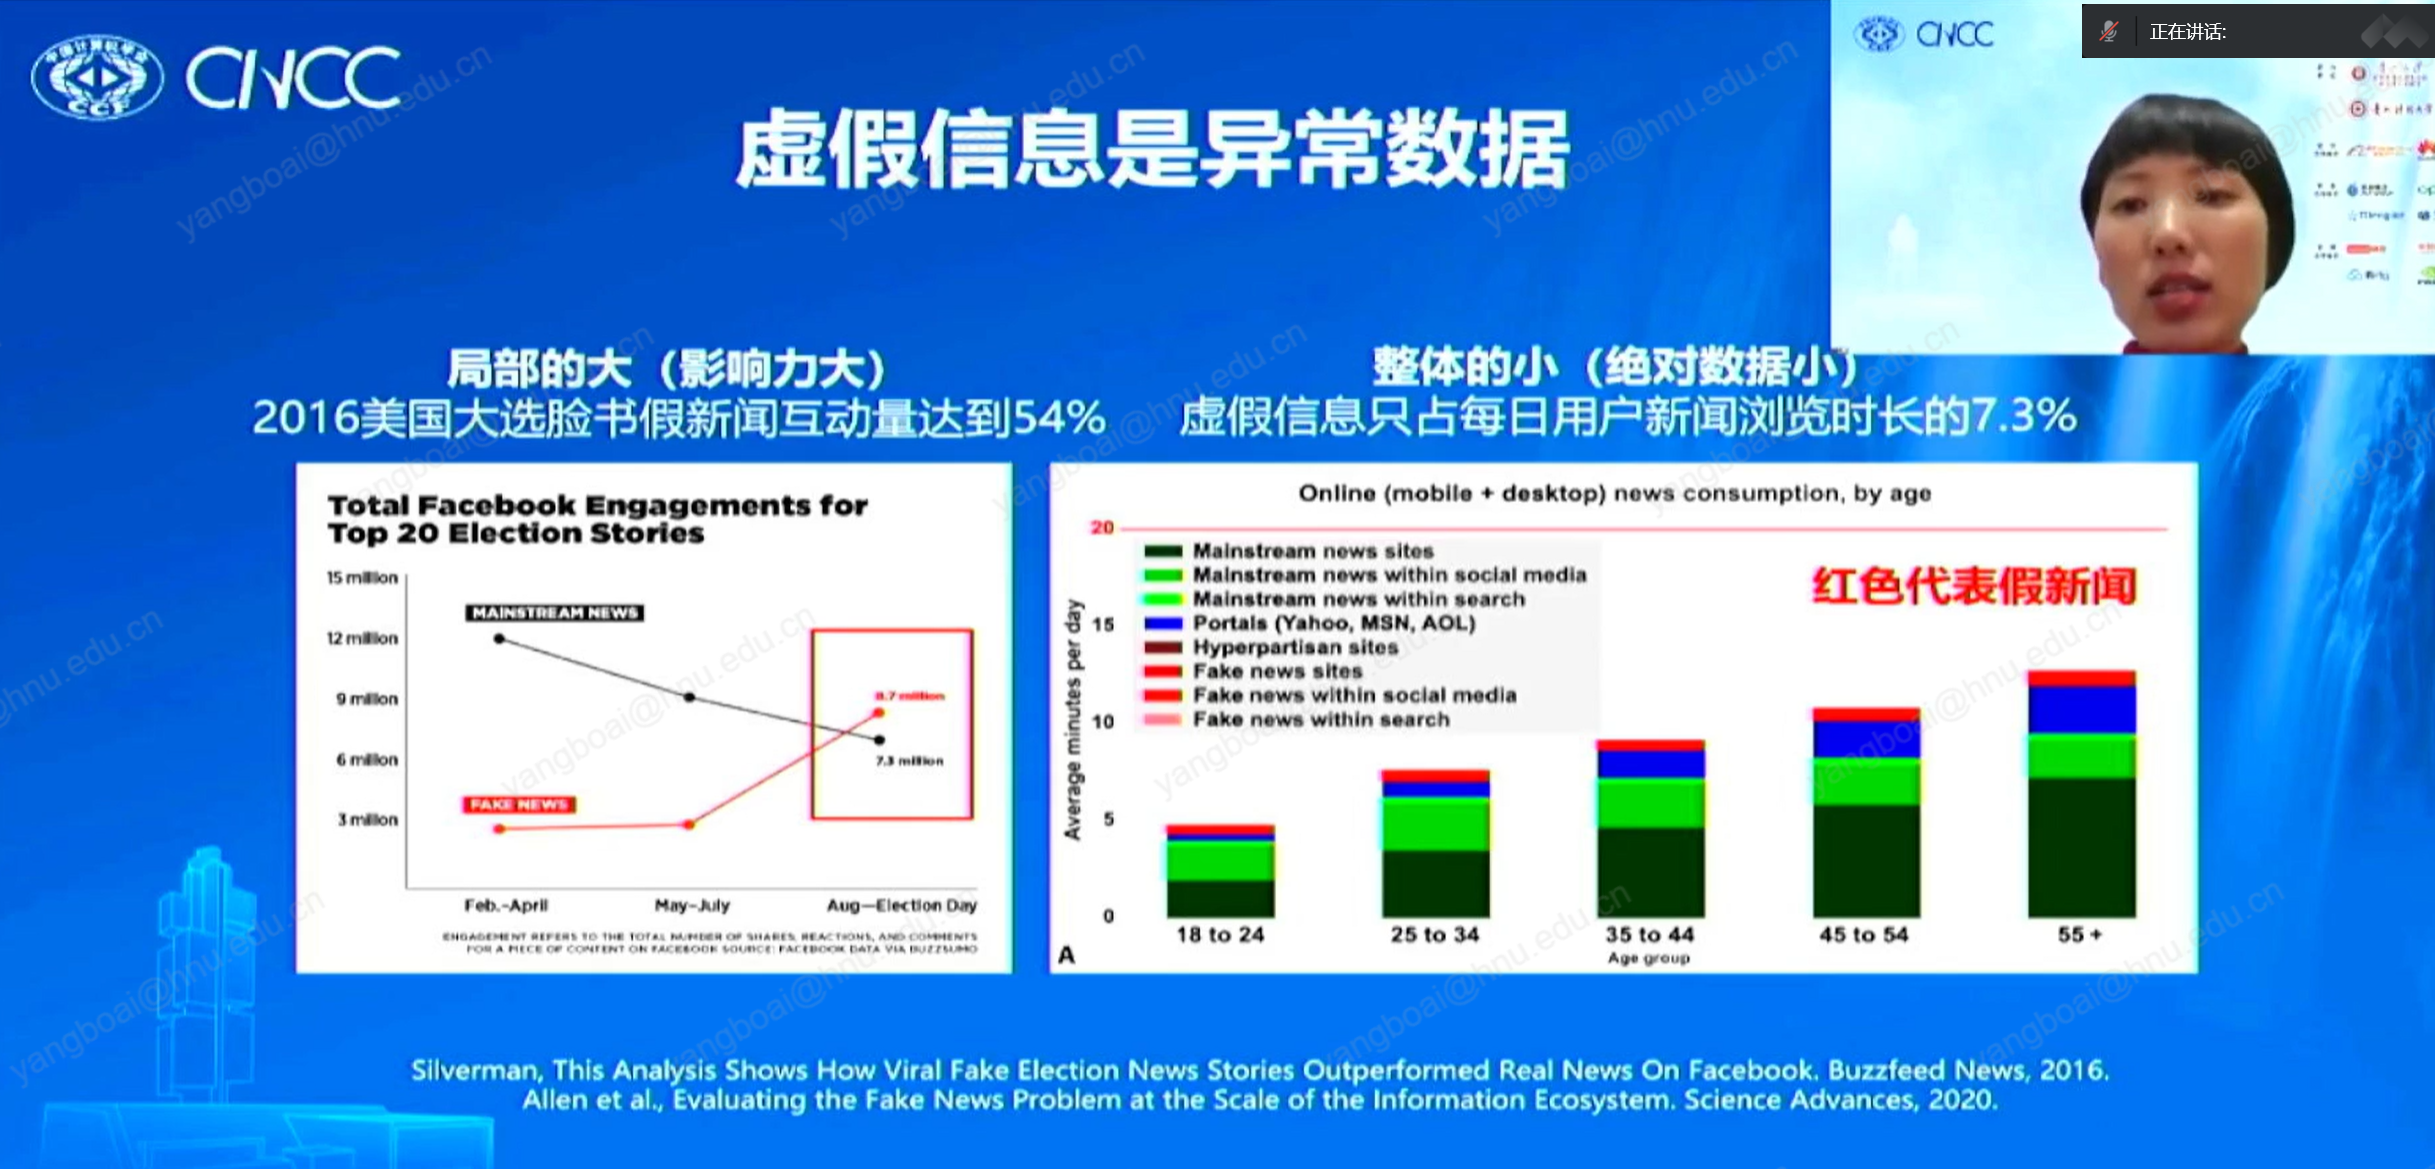 CNCC
CCF
虚假信息是异常数据
CNCC
正在讲话:
局部的大（影响力大）
2016美国大选脸书假新闻互动量达到54%
整体的小（绝对数据小）
虚假信息只占每日用户新闻浏览时长的7.3%
Total Facebook Engagements for
Top 20 Election Stories
15 million
12 million
9 million
6 million
3 million
MAINSTREAM NEWS
8.7 million
7.3 million
FAKE NEWS
Feb.-April
May-July
Aug—Election Day
ENGAGEMENT REFERS TO THE TOTAL NUMBER OF SHARES, REACTIONS, AND COMMENTS
FOR A PIECE OF CONTENT ON FACEBOOK SOURCE: FACEBOOK DATA VIA BUZZSUMO
Online (mobile + desktop) news consumption, by age
20
15
10
5
0
Average minutes per day
Mainstream news sites
Mainstream news within social media
Mainstream news within search
Portals (Yahoo, MSN, AOL)
Hyperpartisan sites
Fake news sites
Fake news within social media
Fake news within search
红色代表假新闻
18 to 24
25 to 34
35 to 44
45 to 54
55 +
Age group
A
Silverman, This Analysis Shows How Viral Fake Election News Stories Outperformed Real News On Facebook. Buzzfeed News, 2016.
Allen et al., Evaluating the Fake News Problem at the Scale of the Information Ecosystem. Science Advances, 2020.
yangboai@hnu.edu.cn